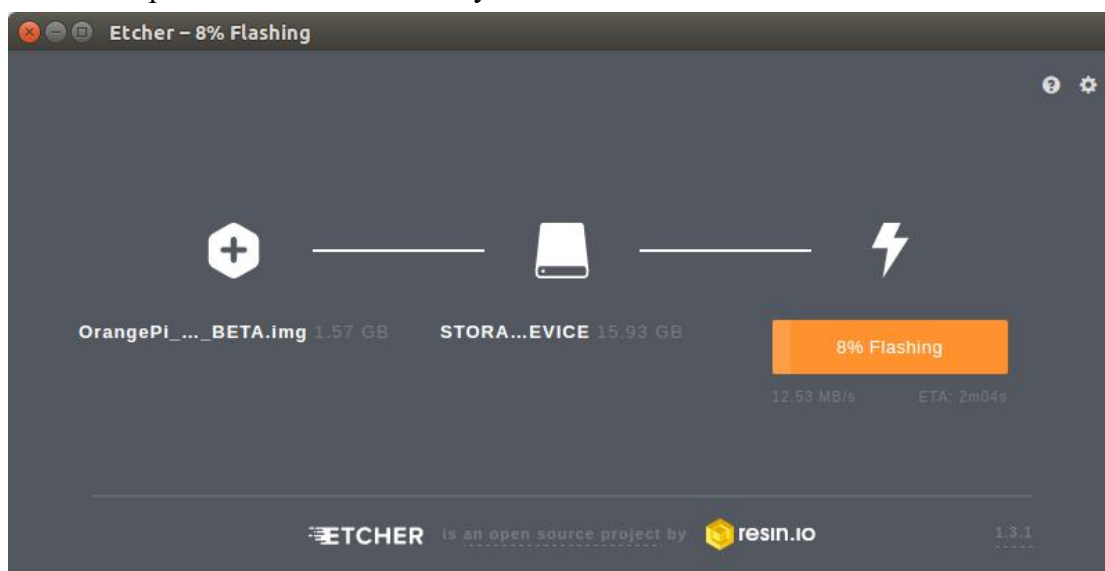 Etcher – 8% Flashing
OrangePi_..._BETA.img 1.57 GB
STORA...EVICE 15.93 GB
8% Flashing
12.53 MB/s ETA: 2m04s
ETCHER is an open source project by resin.io 1.3.1